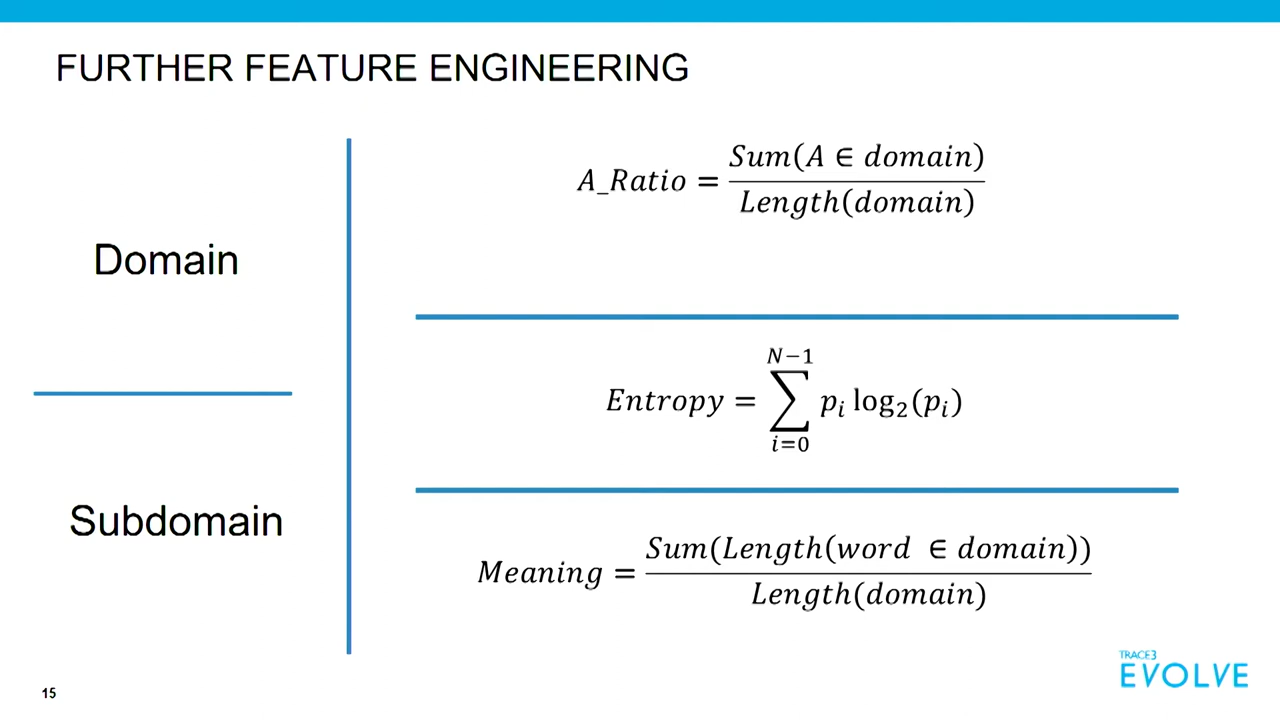 FURTHER FEATURE ENGINEERING
Domain
Subdomain
A_Ratio = Sum(A ∈ domain) / Length(domain)
Entropy = ∑_{i=0}^{N−1} p_i log_2(p_i)
Meaning = Sum(Length(word ∈ domain)) / Length(domain)
TRACE3
EVOLVE
15